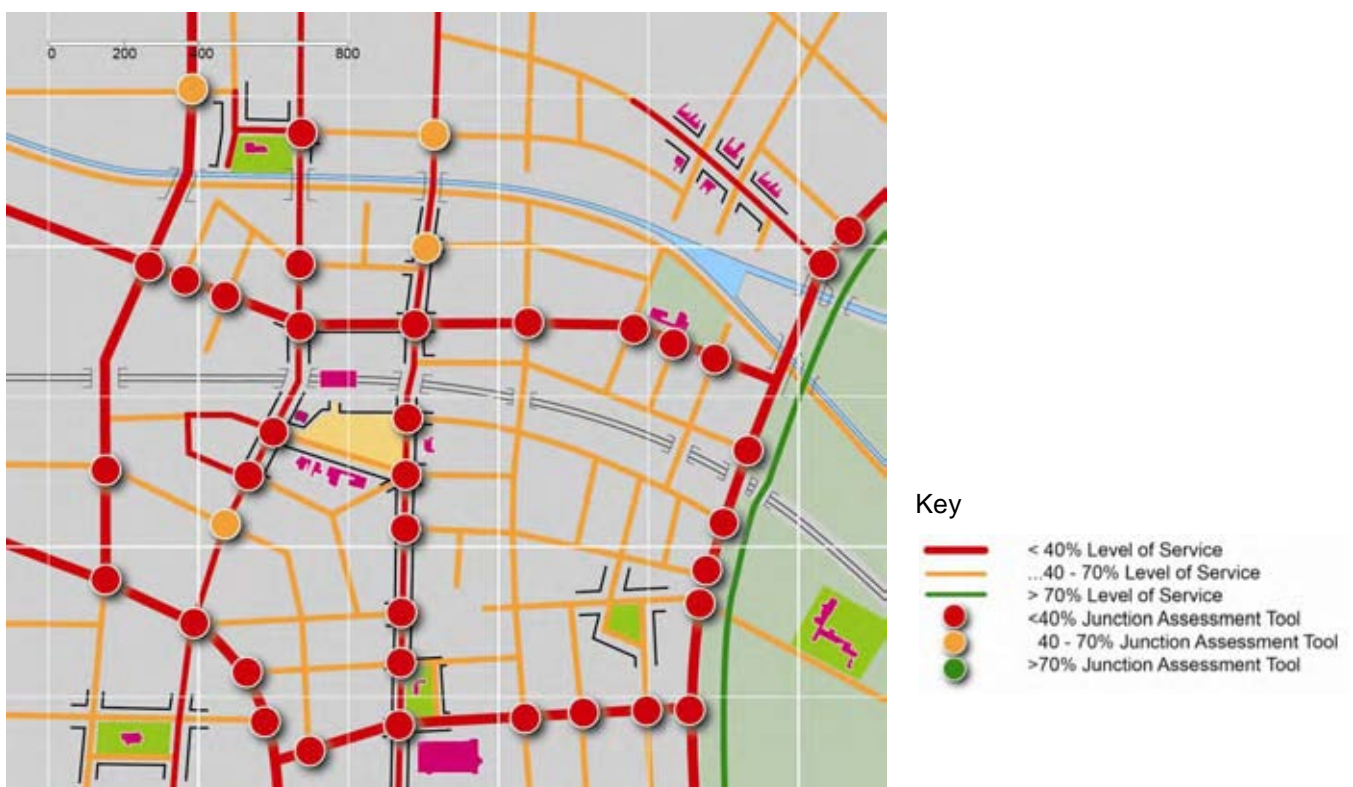 0 200 400 800
Key
< 40% Level of Service
...40 - 70% Level of Service
> 70% Level of Service
<40% Junction Assessment Tool
40 - 70% Junction Assessment Tool
>70% Junction Assessment Tool